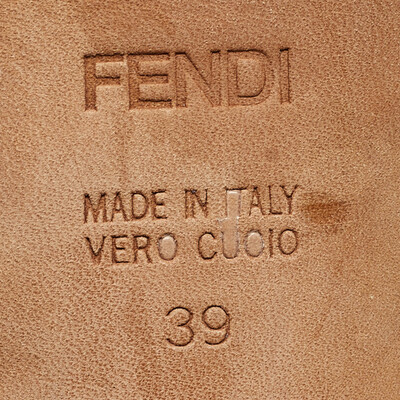 FENDI
MADE IN ITALY
VERO CUOIO
39